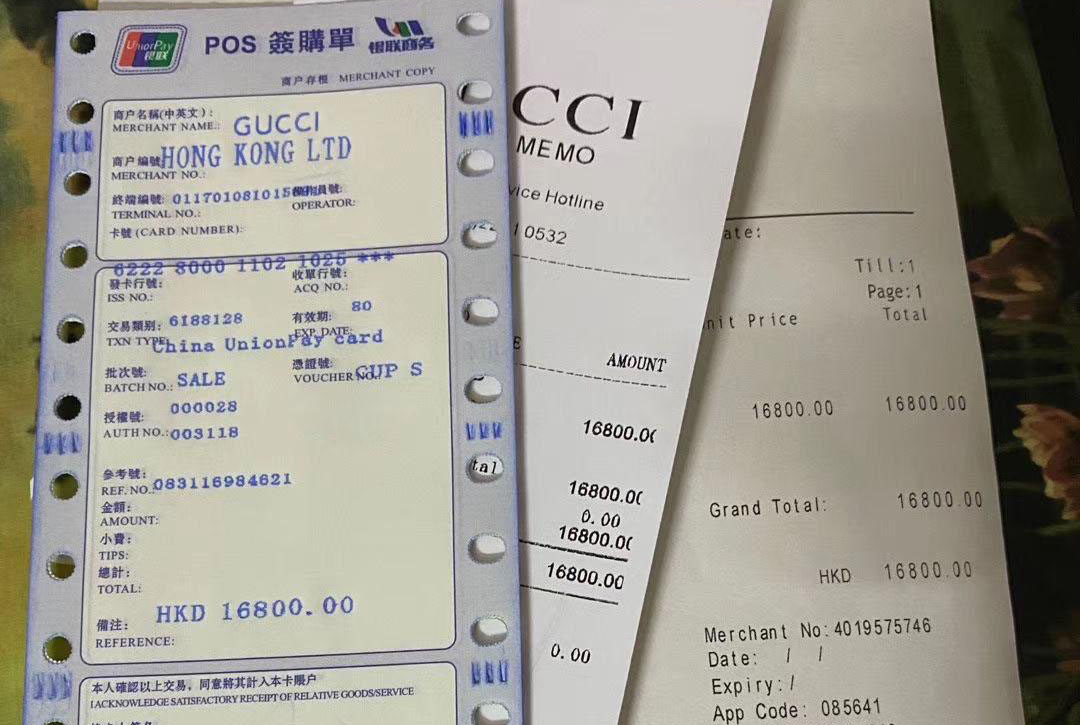 UnionPay
银联
POS 簽購單
银联商务
商户存根 MERCHANT COPY
商户名稱(中英文):
MERCHANT NAME.:
GUCCI
商户編號
HONG KONG LTD
MERCHANT NO.:
終端編號:
TERMINAL NO.:
員號:
OPERATOR:
卡號 (CARD NUMBER):
6222 8000 1102 1025 ***
發卡行號:
ISS NO.:
收單行號:
ACQ NO.:
交易類別: 6188128
TXN TYPE
有效期: 80
EXP. DATE:
China UnionPay card
批次號:
BATCH NO.: SALE
憑證號:
VOUCHER NO.:
CUP S
授權號: 000028
AUTH NO.: 003118
參考號:
REF. NO.: 083116984621
金額:
AMOUNT:
小費:
TIPS:
總計:
TOTAL:
備注: HKD 16800.00
REFERENCE:
本人確認以上交易，同意將其計入本卡賬户
I ACKNOWLEDGE SATISFACTORY RECEIPT OF RELATIVE GOODS/SERVICE
CCI
MEMO
vice Hotline
0532
AMOUNT
16800.0
tal
16800.0
0.00
16800.0
16800.00
0.00
ate:
Till:1
Page:1
nit Price
Total
16800.00 16800.00
Grand Total: 16800.00
HKD 16800.00
Merchant No:4019575746
Date: / /
Expiry:/
App Code: 085641